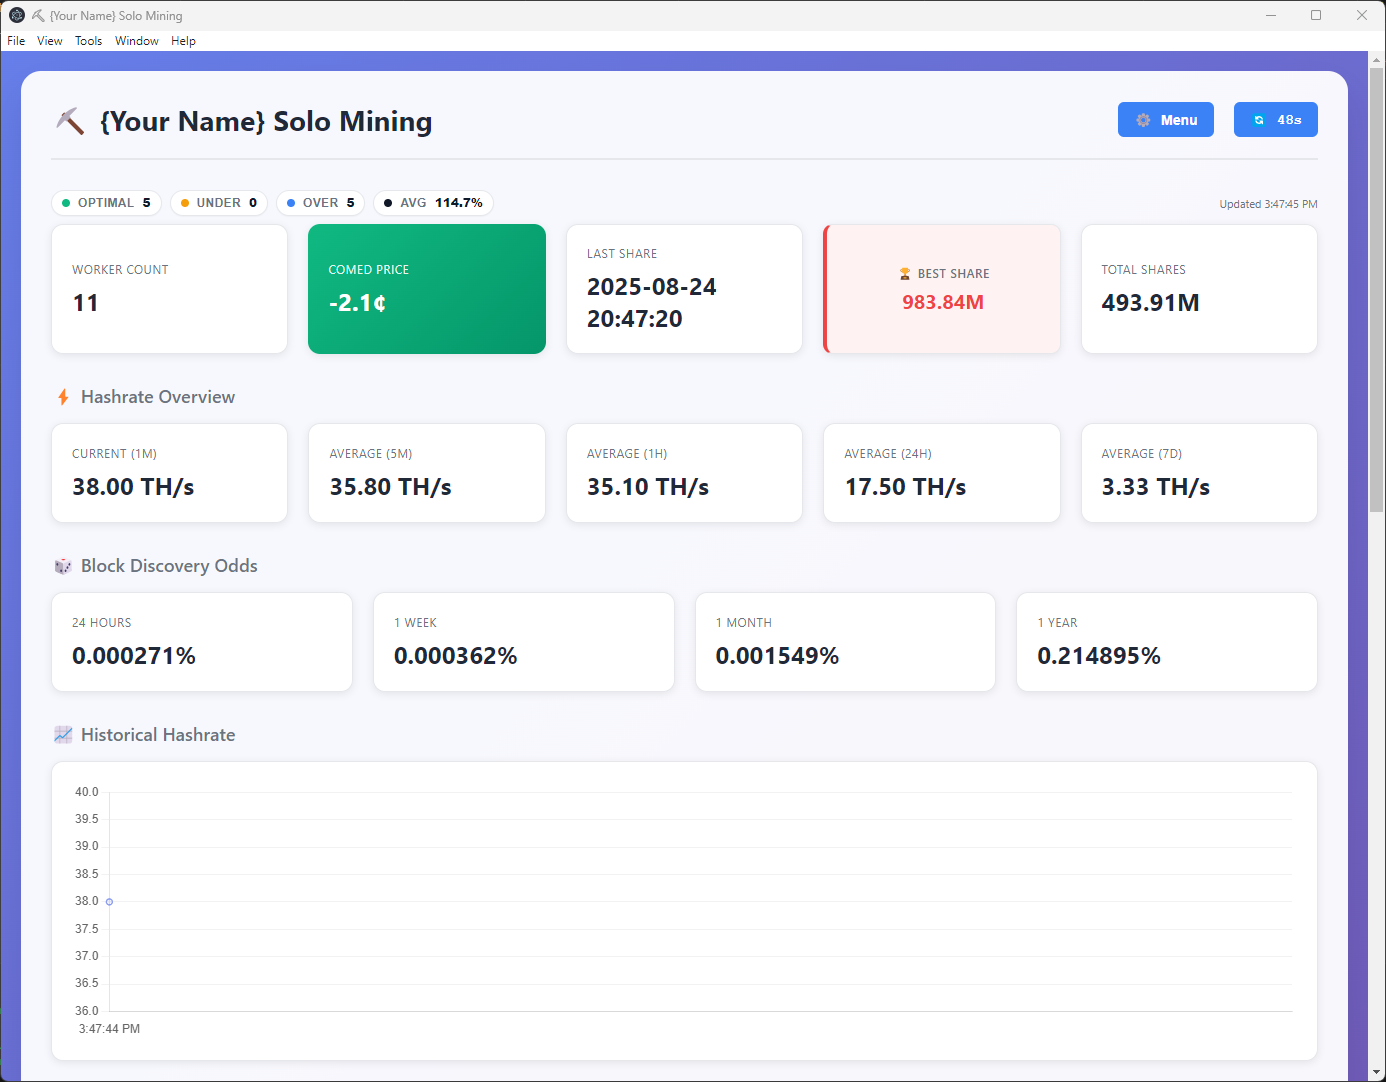 {Your Name} Solo Mining
File View Tools Window Help
{Your Name} Solo Mining
Menu
48s
OPTIMAL 5
UNDER 0
OVER 5
AVG 114.7%
Updated 3:47:45 PM
WORKER COUNT
11
COMED PRICE
-2.1¢
LAST SHARE
2025-08-24
20:47:20
BEST SHARE
983.84M
TOTAL SHARES
493.91M
Hashrate Overview
CURRENT (1M)
38.00 TH/s
AVERAGE (5M)
35.80 TH/s
AVERAGE (1H)
35.10 TH/s
AVERAGE (24H)
17.50 TH/s
AVERAGE (7D)
3.33 TH/s
Block Discovery Odds
24 HOURS
0.000271%
1 WEEK
0.000362%
1 MONTH
0.001549%
1 YEAR
0.214895%
Historical Hashrate
40.0
39.5
39.0
38.5
38.0
37.5
37.0
36.5
36.0
3:47:44 PM